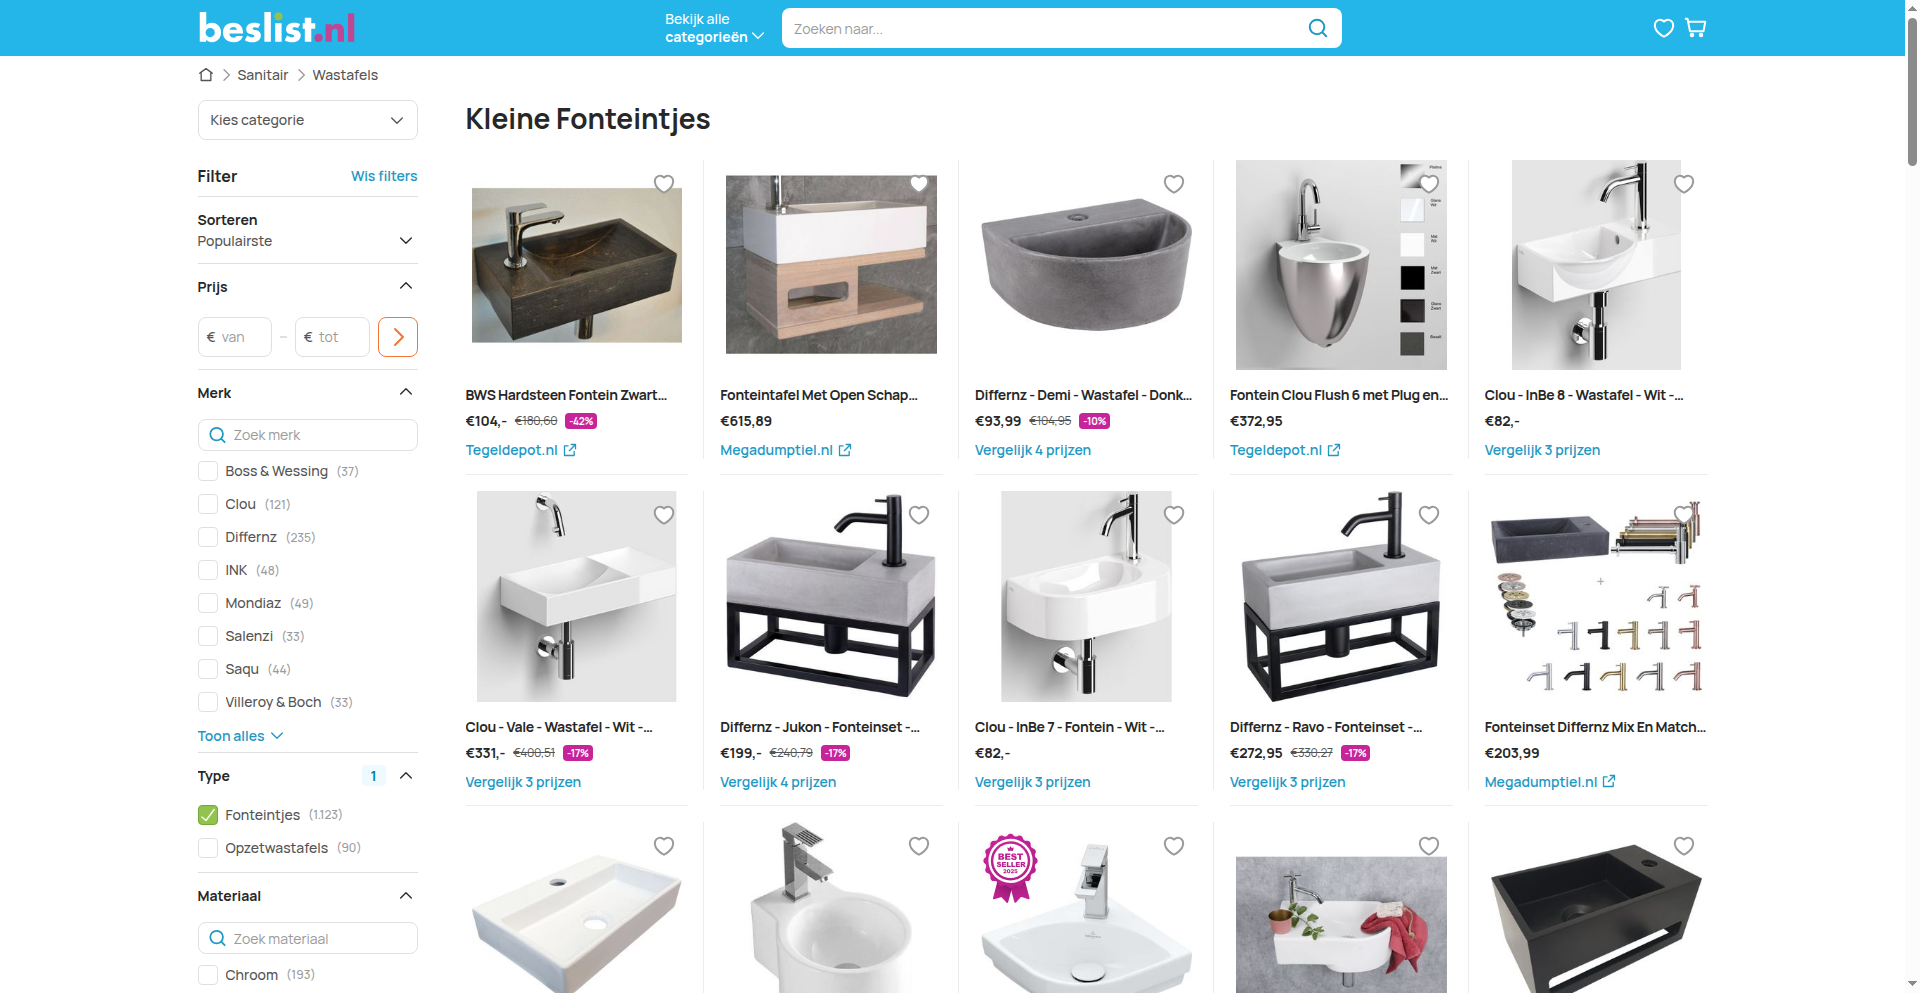 beslist.nl
Bekijk alle
categorieën
Zoeken naar...
Sanitair
Wastafels
Kies categorie
Filter
Wis filters
Sorteren
Populairste
Prijs
€ van
–
€ tot
Merk
Zoek merk
Boss & Wessing (37)
Clou (121)
Differnz (235)
INK (48)
Mondiaz (49)
Salenzi (33)
Saqu (44)
Villeroy & Boch (33)
Toon alles
Type 1
Fonteintjes (1.123)
Opzetwastafels (90)
Materiaal
Zoek materiaal
Chroom (193)
Kleine Fonteintjes
BWS Hardsteen Fontein Zwart...
€104,- €180,60 -42%
Tegeldepot.nl
Fonteintafel Met Open Schap...
€615,89
Megadumptiel.nl
Differnz - Demi - Wastafel - Donk...
€93,99 €104,95 -10%
Vergelijk 4 prijzen
Fontein Clou Flush 6 met Plug en...
€372,95
Tegeldepot.nl
Clou - InBe 8 - Wastafel - Wit -...
€82,-
Vergelijk 3 prijzen
Clou - Vale - Wastafel - Wit -...
€331,- €400,51 -17%
Vergelijk 3 prijzen
Differnz - Jukon - Fonteinset -...
€199,- €240,79 -17%
Vergelijk 4 prijzen
Clou - InBe 7 - Fontein - Wit -...
€82,-
Vergelijk 3 prijzen
Differnz - Ravo - Fonteinset -...
€272,95 €330,27 -17%
Vergelijk 3 prijzen
Fonteinset Differnz Mix En Match...
€203,99
Megadumptiel.nl
BEST
SELLER
2025